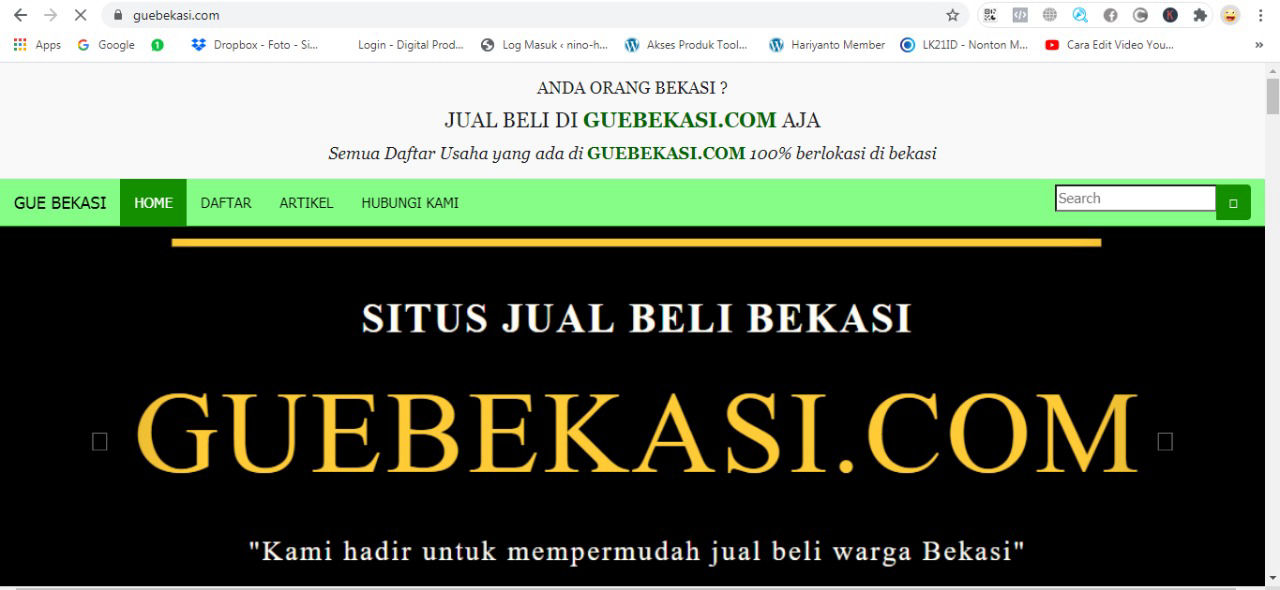 guebekasi.com
Apps Google 1 Dropbox - Foto - Si... Login - Digital Prod... Log Masuk ‹ nino-h... Akses Produk Tool... Hariyanto Member LK21ID - Nonton M... Cara Edit Video You... »
ANDA ORANG BEKASI ?
JUAL BELI DI GUEBEKASI.COM AJA
Semua Daftar Usaha yang ada di GUEBEKASI.COM 100% berlokasi di bekasi
GUE BEKASI HOME DAFTAR ARTIKEL HUBUNGI KAMI Search
SITUS JUAL BELI BEKASI
GUEBEKASI.COM
"Kami hadir untuk mempermudah jual beli warga Bekasi"